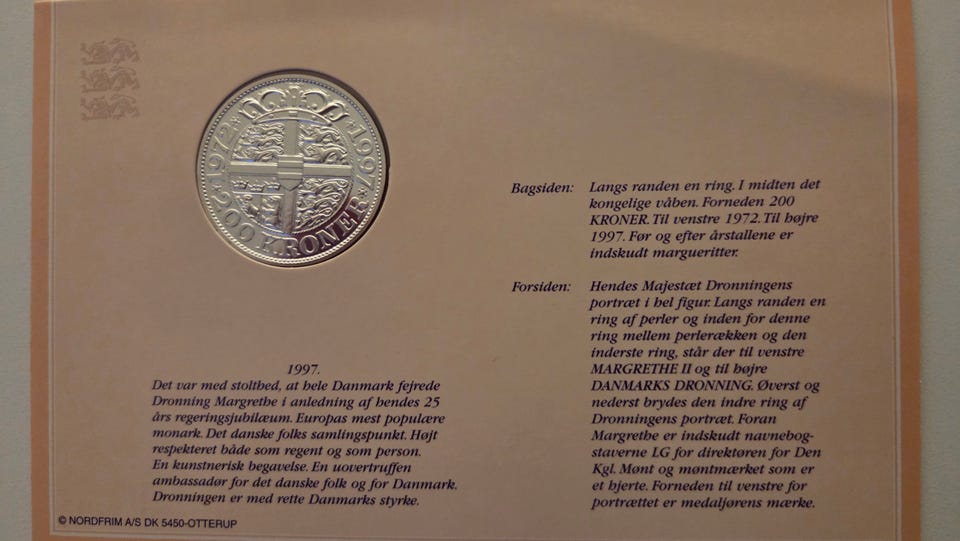 1972 1997
200 KRONER
Bagsiden: Langs randen en ring. I midten det
kongelige våben. Forneden 200
KRONER. Til venstre 1972. Til højre
1997. Før og efter årstallene er
indskudt margueritter.
Forsiden: Hendes Majestæt Dronningens
portræt i hel figur. Langs randen en
ring af perler og inden for denne
ring mellem perlerækken og den
inderste ring, står der til venstre
MARGRETHE II og til højre
DANMARKS DRONNING. Øverst og
nederst brydes den indre ring af
Dronningens portræt. Foran
Margrethe er indskudt navnebog-
staverne LG for direktøren for Den
Kgl. Mønt og møntmærket som er
et hjerte. Forneden til venstre for
portrættet er medaljørens mærke.
1997.
Det var med stolthed, at hele Danmark fejrede
Dronning Margrethe i anledning af hendes 25
års regeringsjubilæum. Europas mest populære
monark. Det danske folks samlingspunkt. Højt
respekteret både som regent og som person.
En kunstnerisk begavelse. En uovertruffen
ambassadør for det danske folk og for Danmark.
Dronningen er med rette Danmarks styrke.
© NORDFRIM A/S DK 5450-OTTERUP